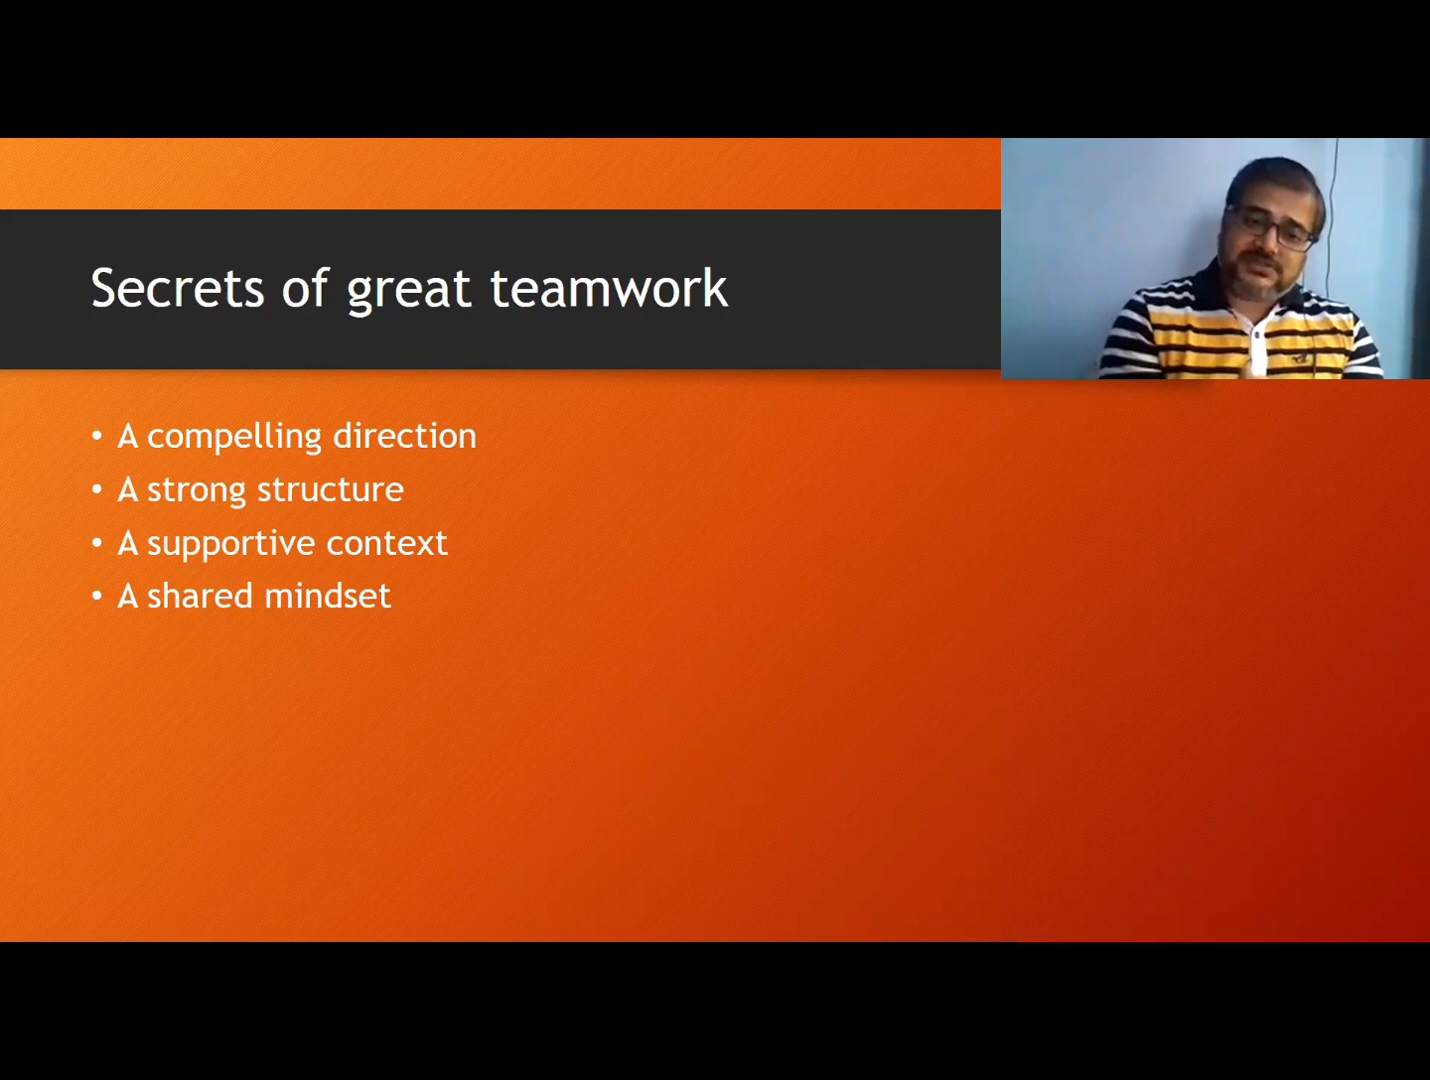 Secrets of great teamwork
• A compelling direction
• A strong structure
• A supportive context
• A shared mindset